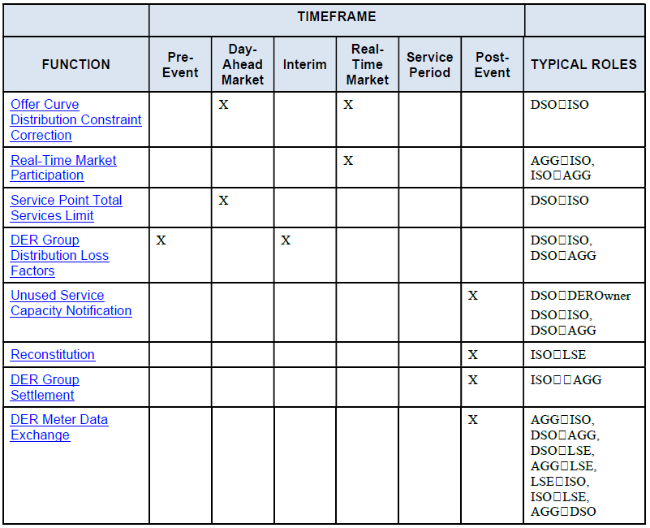 TIMEFRAME
FUNCTION
Pre-
Event
Day-
Ahead
Market
Interim
Real-
Time
Market
Service
Period
Post-
Event
TYPICAL ROLES
Offer Curve
Distribution Constraint
Correction
X
X
DSO□ISO
Real-Time Market
Participation
X
AGG□ISO,
ISO□AGG
Service Point Total
Services Limit
X
DSO□ISO
DER Group
Distribution Loss
Factors
X
X
DSO□ISO,
DSO□AGG
Unused Service
Capacity Notification
X
DSO□DEROwner
DSO□ISO,
DSO□AGG
Reconstitution
X
ISO□LSE
DER Group
Settlement
X
ISO□□AGG
DER Meter Data
Exchange
X
AGG□ISO,
DSO□AGG,
DSO□LSE,
AGG□LSE,
LSE□ISO,
ISO□LSE,
AGG□DSO